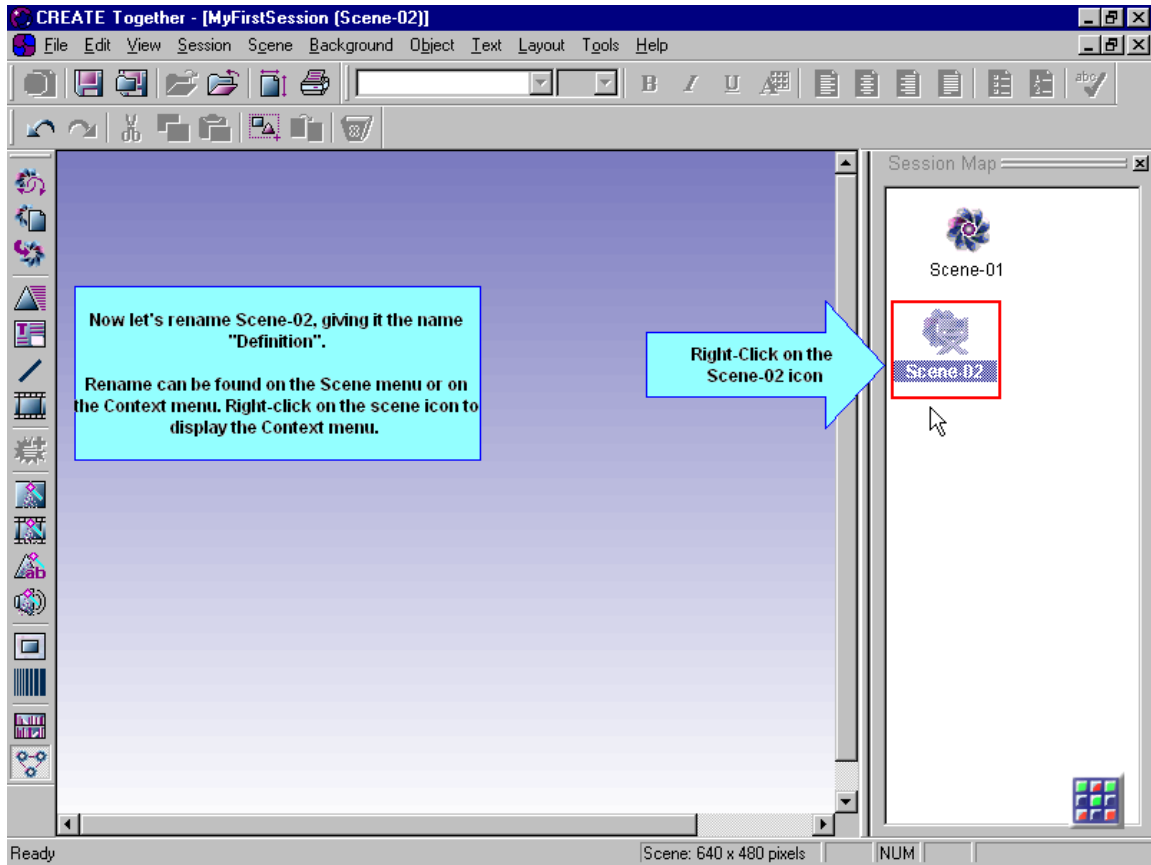 CREATE Together - [MyFirstSession (Scene-02)]
File Edit View Session Scene Background Object Text Layout Tools Help
B I U A abc
Session Map
Scene-01
Now let's rename Scene-02, giving it the name
"Definition".
Rename can be found on the Scene menu or on
the Context menu. Right-click on the scene icon to
display the Context menu.
Right-Click on the
Scene-02 icon
Scene-02
ab
Ready
Scene: 640 x 480 pixels
NUM